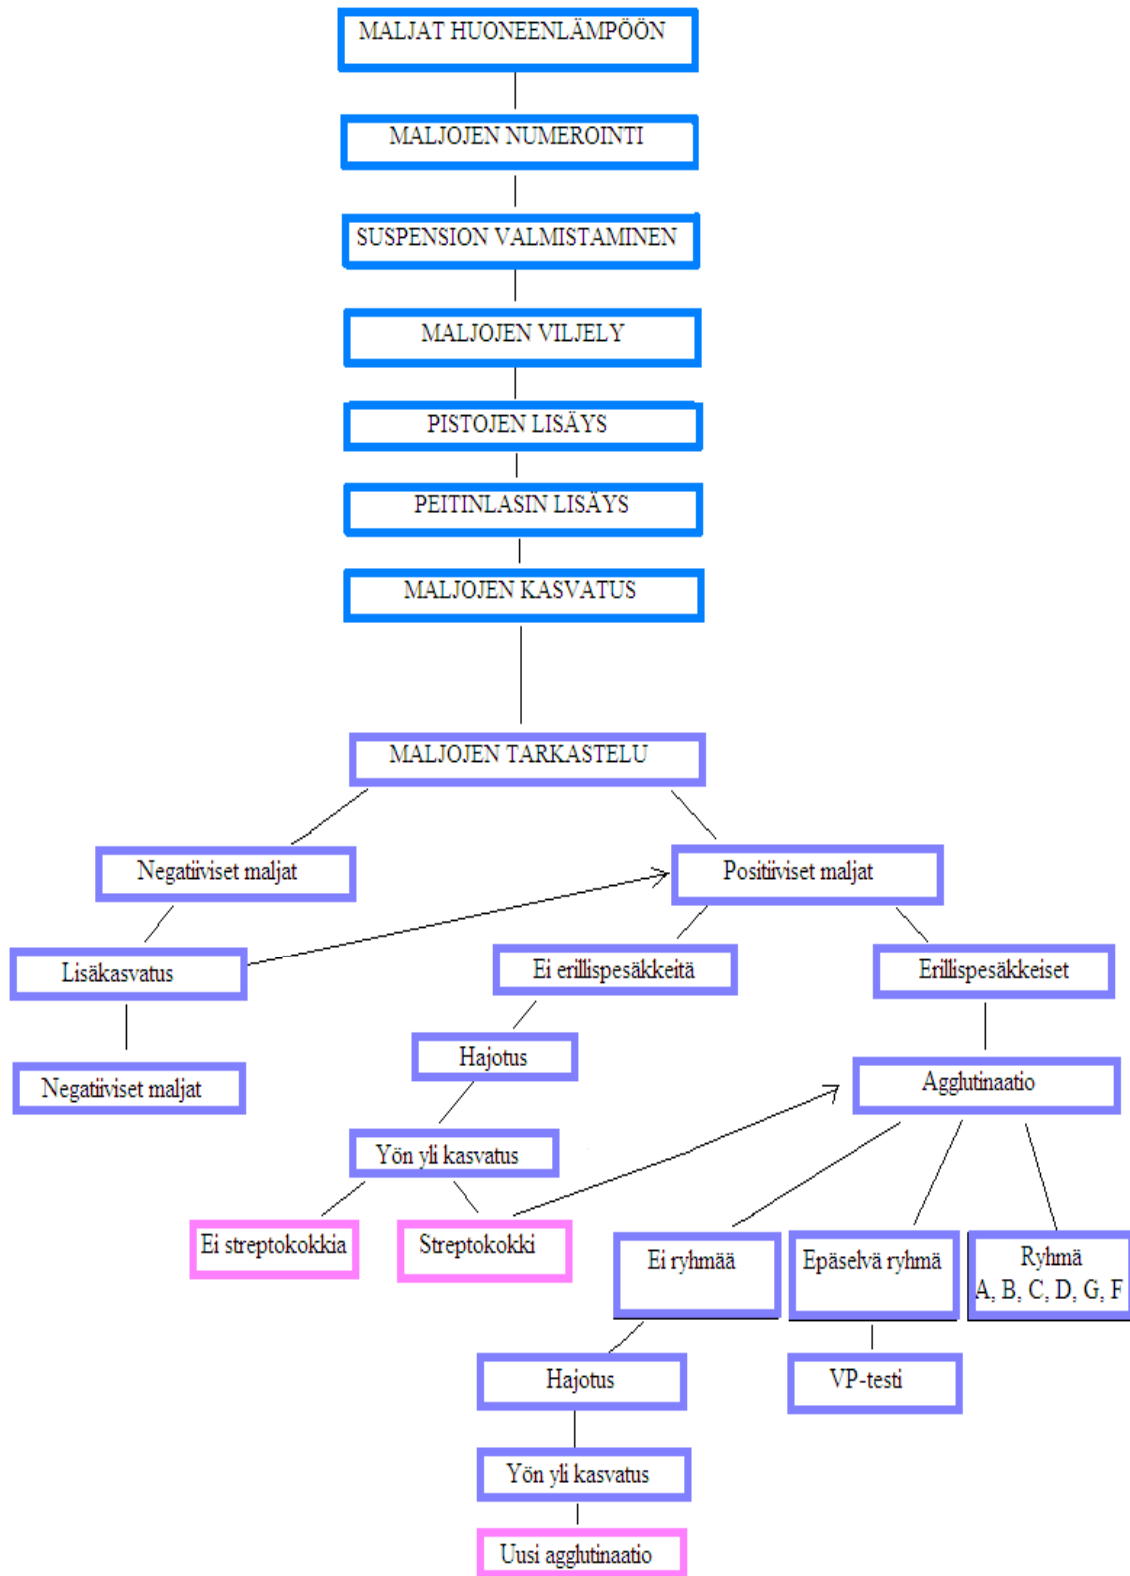 MALJAT HUONEENLÄMPÖÖN
MALJOJEN NUMEROINTI
SUSPENSION VALMISTAMINEN
MALJOJEN VILJELY
PISTOJEN LISÄYS
PEITINLASIN LISÄYS
MALJOJEN KASVATUS
MALJOJEN TARKASTELU
Negatiiviset maljat
Positiiviset maljat
Lisäkasvatus
Ei erillispesäkkeitä
Erillispesäkkeiset
Negatiiviset maljat
Hajotus
Agglutinaatio
Yön yli kasvatus
Ei streptokokkia
Streptokokki
Ei ryhmää
Epäselvä ryhmä
Ryhmä
A, B, C, D, G, F
Hajotus
VP-testi
Yön yli kasvatus
Uusi agglutinaatio